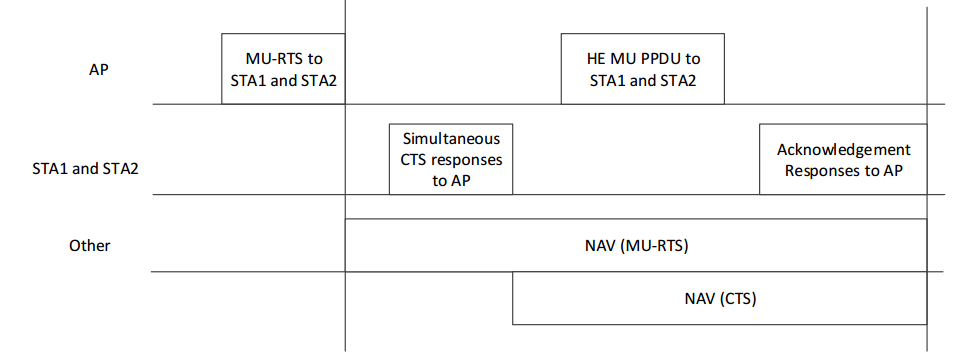 AP
MU-RTS to
STA1 and STA2
HE MU PPDU to
STA1 and STA2
STA1 and STA2
Simultaneous
CTS responses
to AP
Acknowledgement
Responses to AP
Other
NAV (MU-RTS)
NAV (CTS)